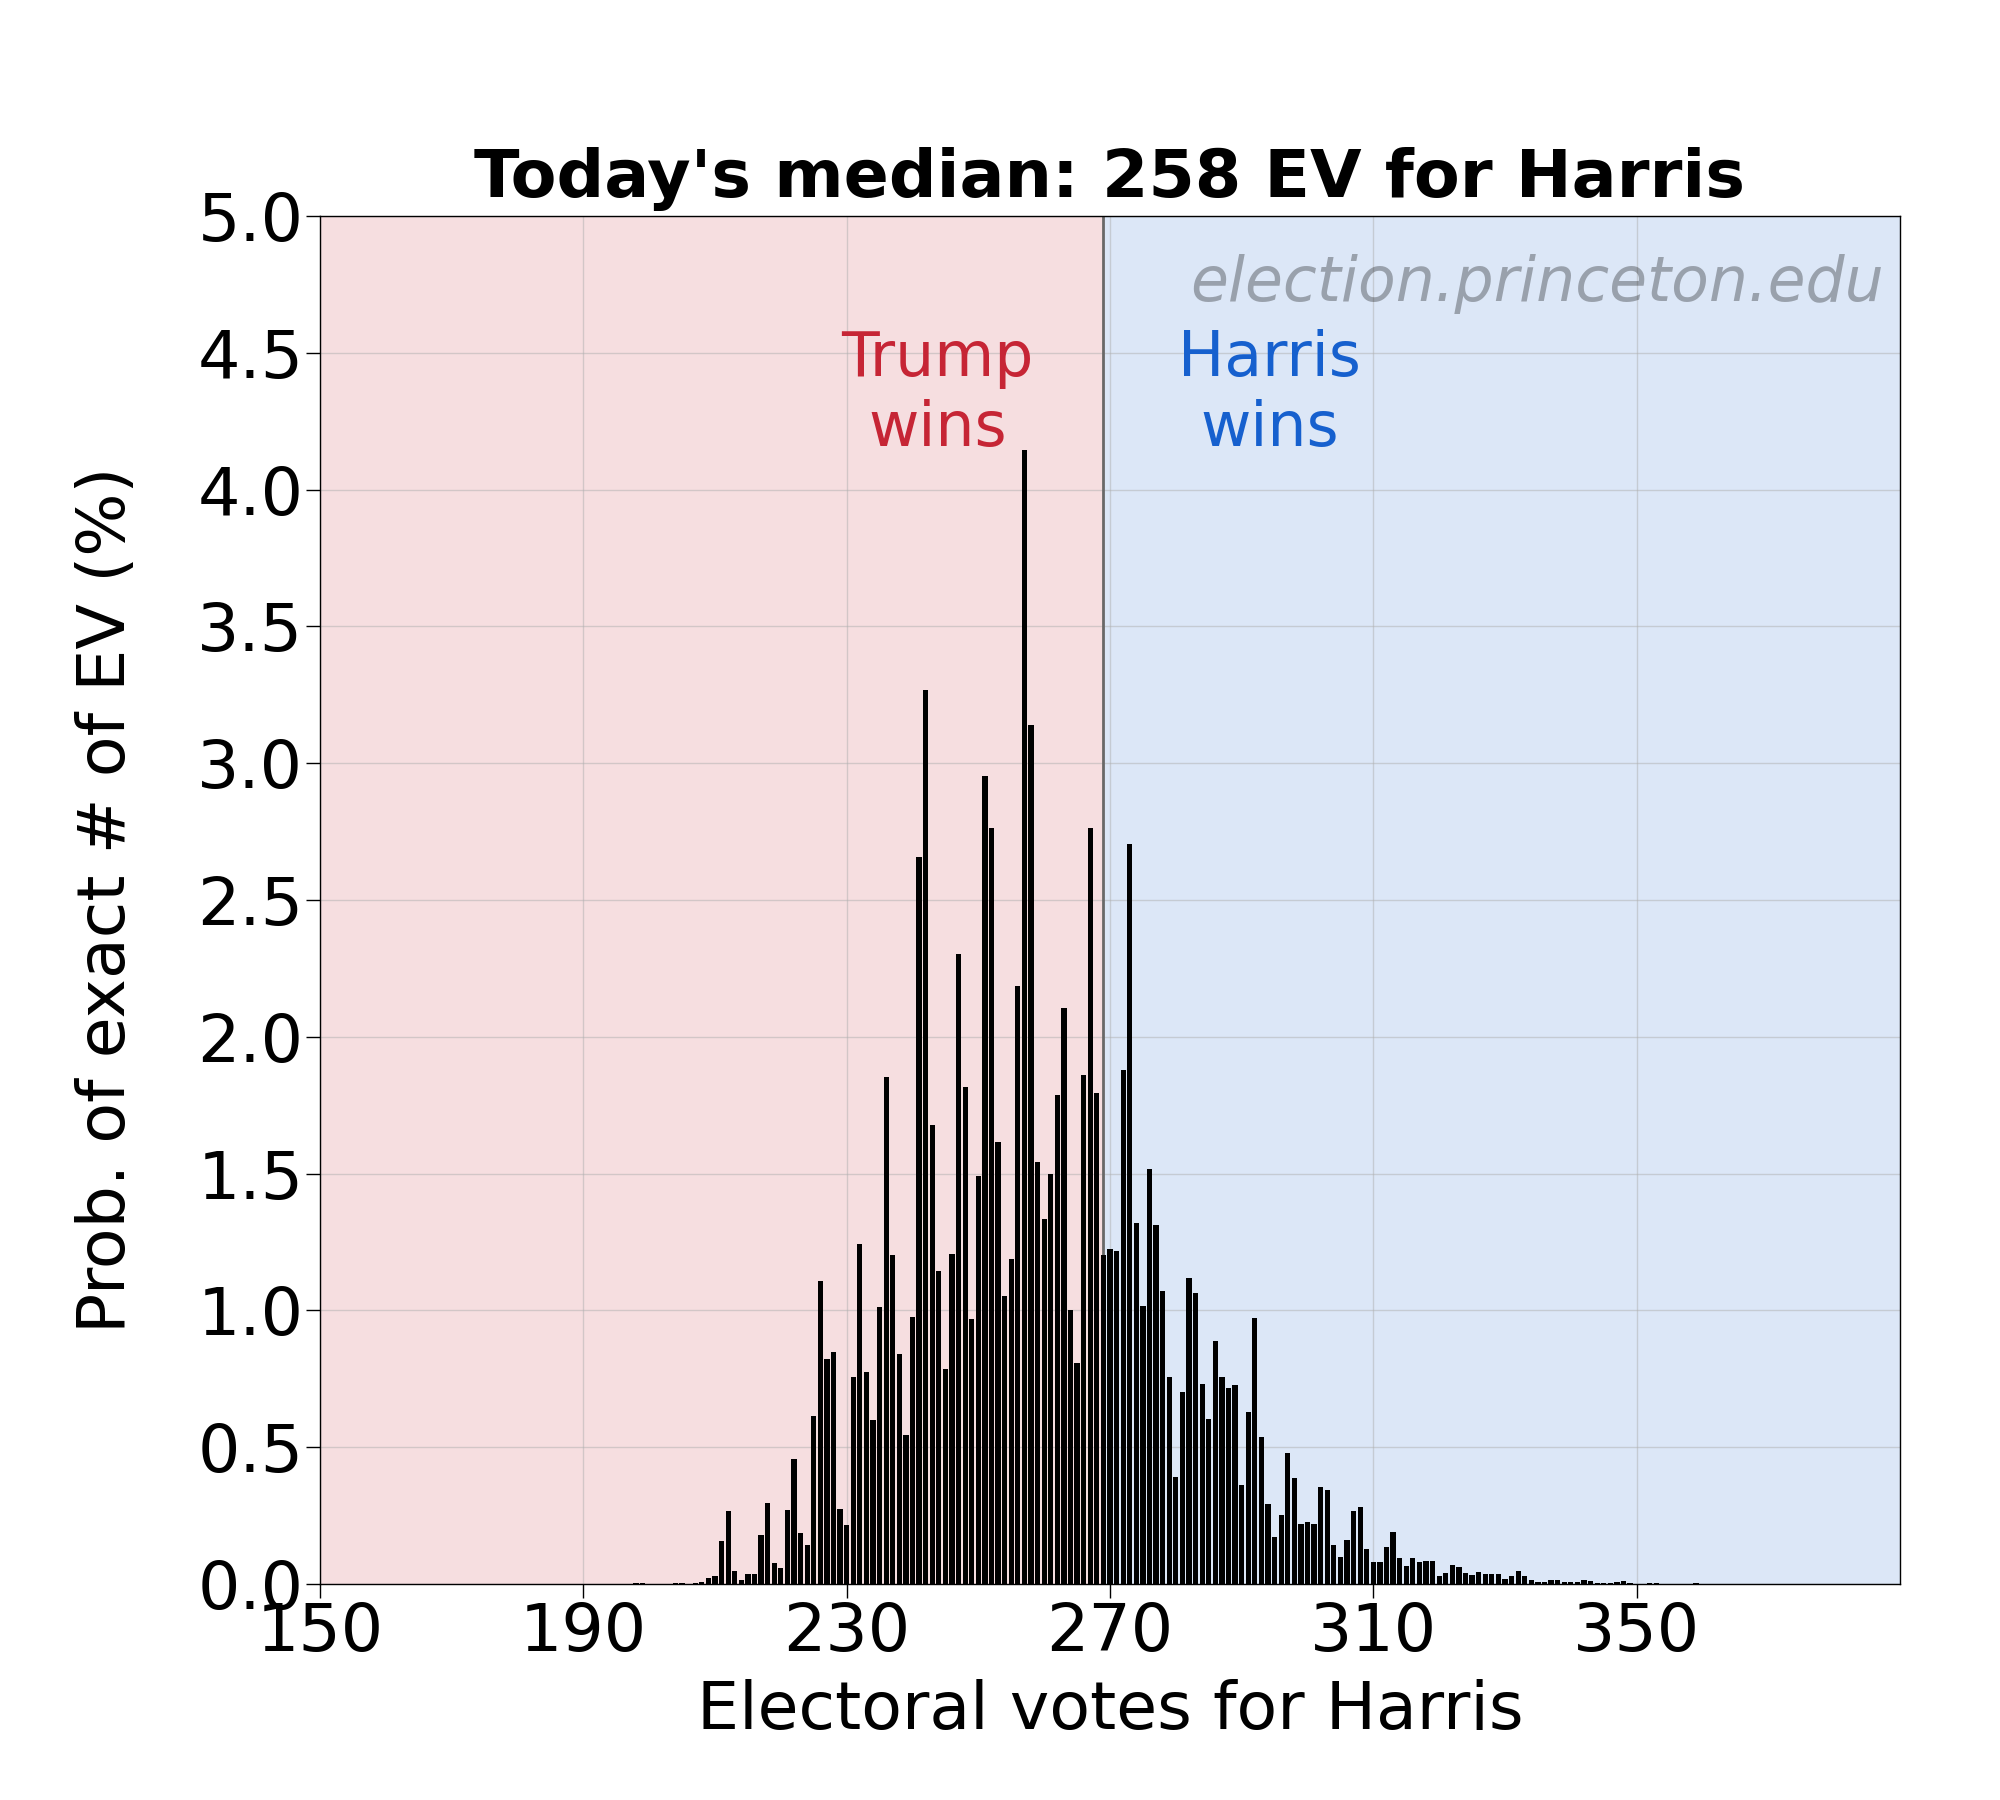 Today's median: 258 EV for Harris
election.princeton.edu
Trump
wins
Harris
wins
Prob. of exact # of EV (%)
5.0
4.5
4.0
3.5
3.0
2.5
2.0
1.5
1.0
0.5
0.0
150 190 230 270 310 350
Electoral votes for Harris